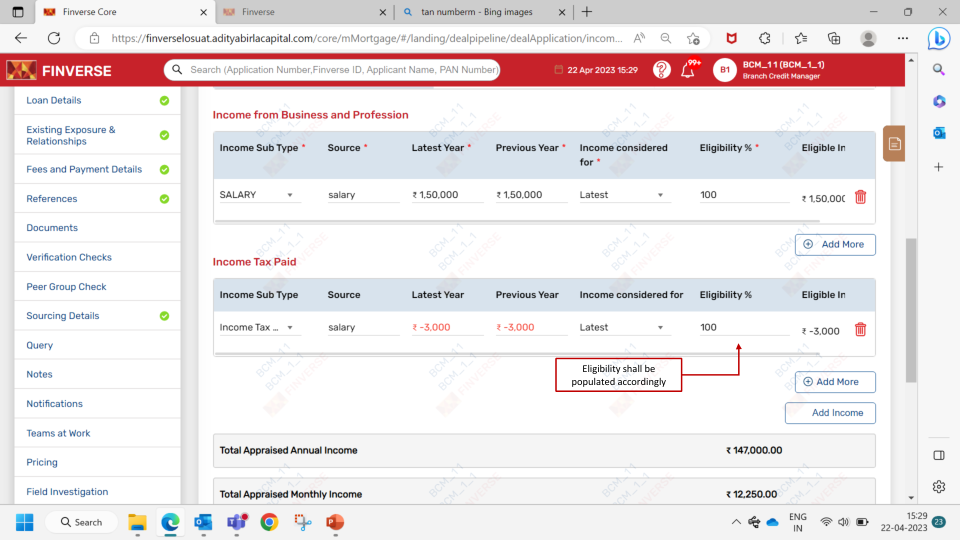 Finverse Core
Finverse
tan numberm - Bing images
https://finverselosuat.adityabirlacapital.com/core/mMortgage/#/landing/dealpipeline/dealApplication/incom...
FINVERSE
Search (Application Number,Finverse ID, Applicant Name, PAN Number)
22 Apr 2023 15:29
99+
B1
BCM_1 1 (BCM_1_1)
Branch Credit Manager
Loan Details
Existing Exposure &
Relationships
Fees and Payment Details
References
Documents
Verification Checks
Peer Group Check
Sourcing Details
Query
Notes
Notifications
Teams at Work
Pricing
Field Investigation
Income from Business and Profession
Income Sub Type * Source * Latest Year * Previous Year * Income considered for * Eligibility % * Eligible In
SALARY salary ₹ 1,50,000 ₹ 1,50,000 Latest 100 ₹ 1,50,000
Add More
Income Tax Paid
Income Sub Type Source Latest Year Previous Year Income considered for Eligibility % Eligible In
Income Tax ... salary ₹ -3,000 ₹ -3,000 Latest 100 ₹ -3,000
Eligibility shall be
populated accordingly
Add More
Add Income
Total Appraised Annual Income ₹ 147,000.00
Total Appraised Monthly Income ₹ 12,250.00
BCM_1_1
FINVERSE
Search
ENG
IN
15:29
22-04-2023
23